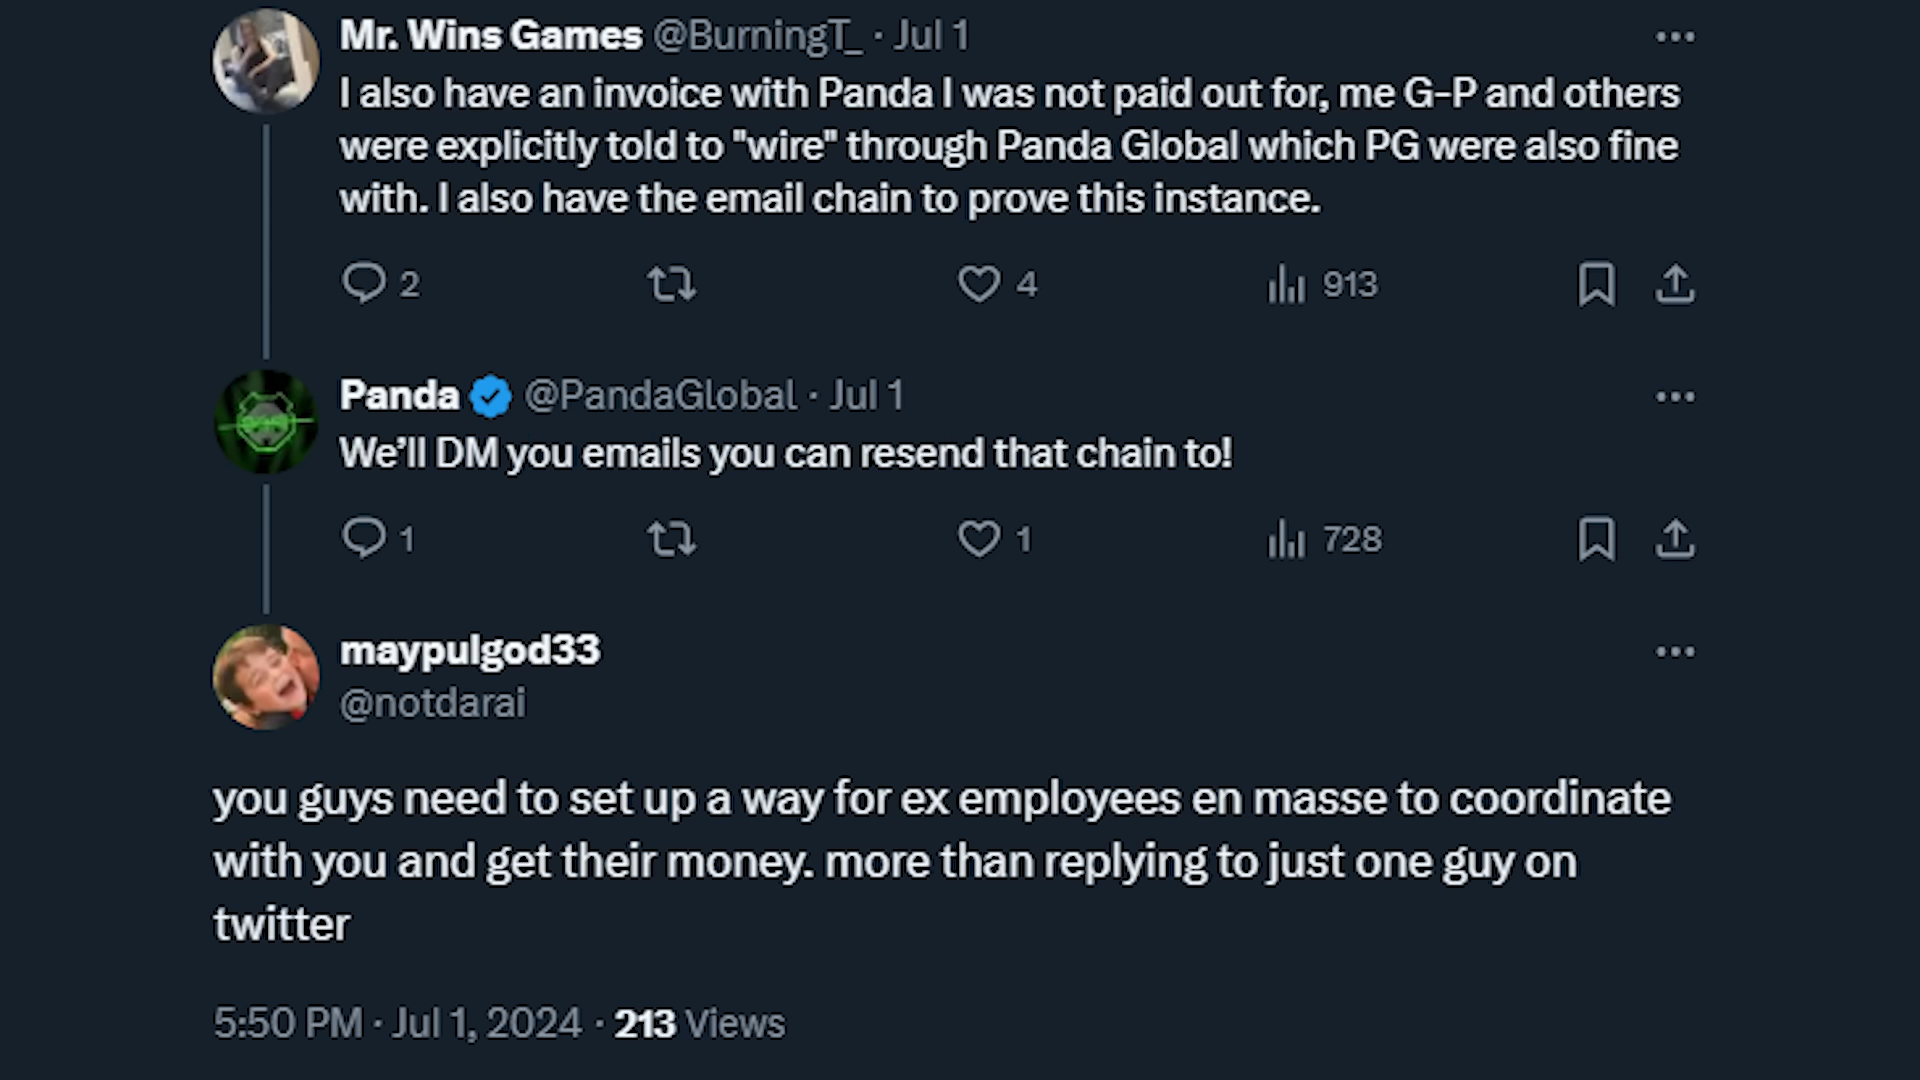 Mr. Wins Games @BurningT_ · Jul 1
I also have an invoice with Panda I was not paid out for, me G-P and others
were explicitly told to "wire" through Panda Global which PG were also fine
with. I also have the email chain to prove this instance.
2 4 913
Panda @PandaGlobal · Jul 1
We’ll DM you emails you can resend that chain to!
1 1 728
maypulgod33
@notdarai
you guys need to set up a way for ex employees en masse to coordinate
with you and get their money. more than replying to just one guy on
twitter
5:50 PM · Jul 1, 2024 · 213 Views